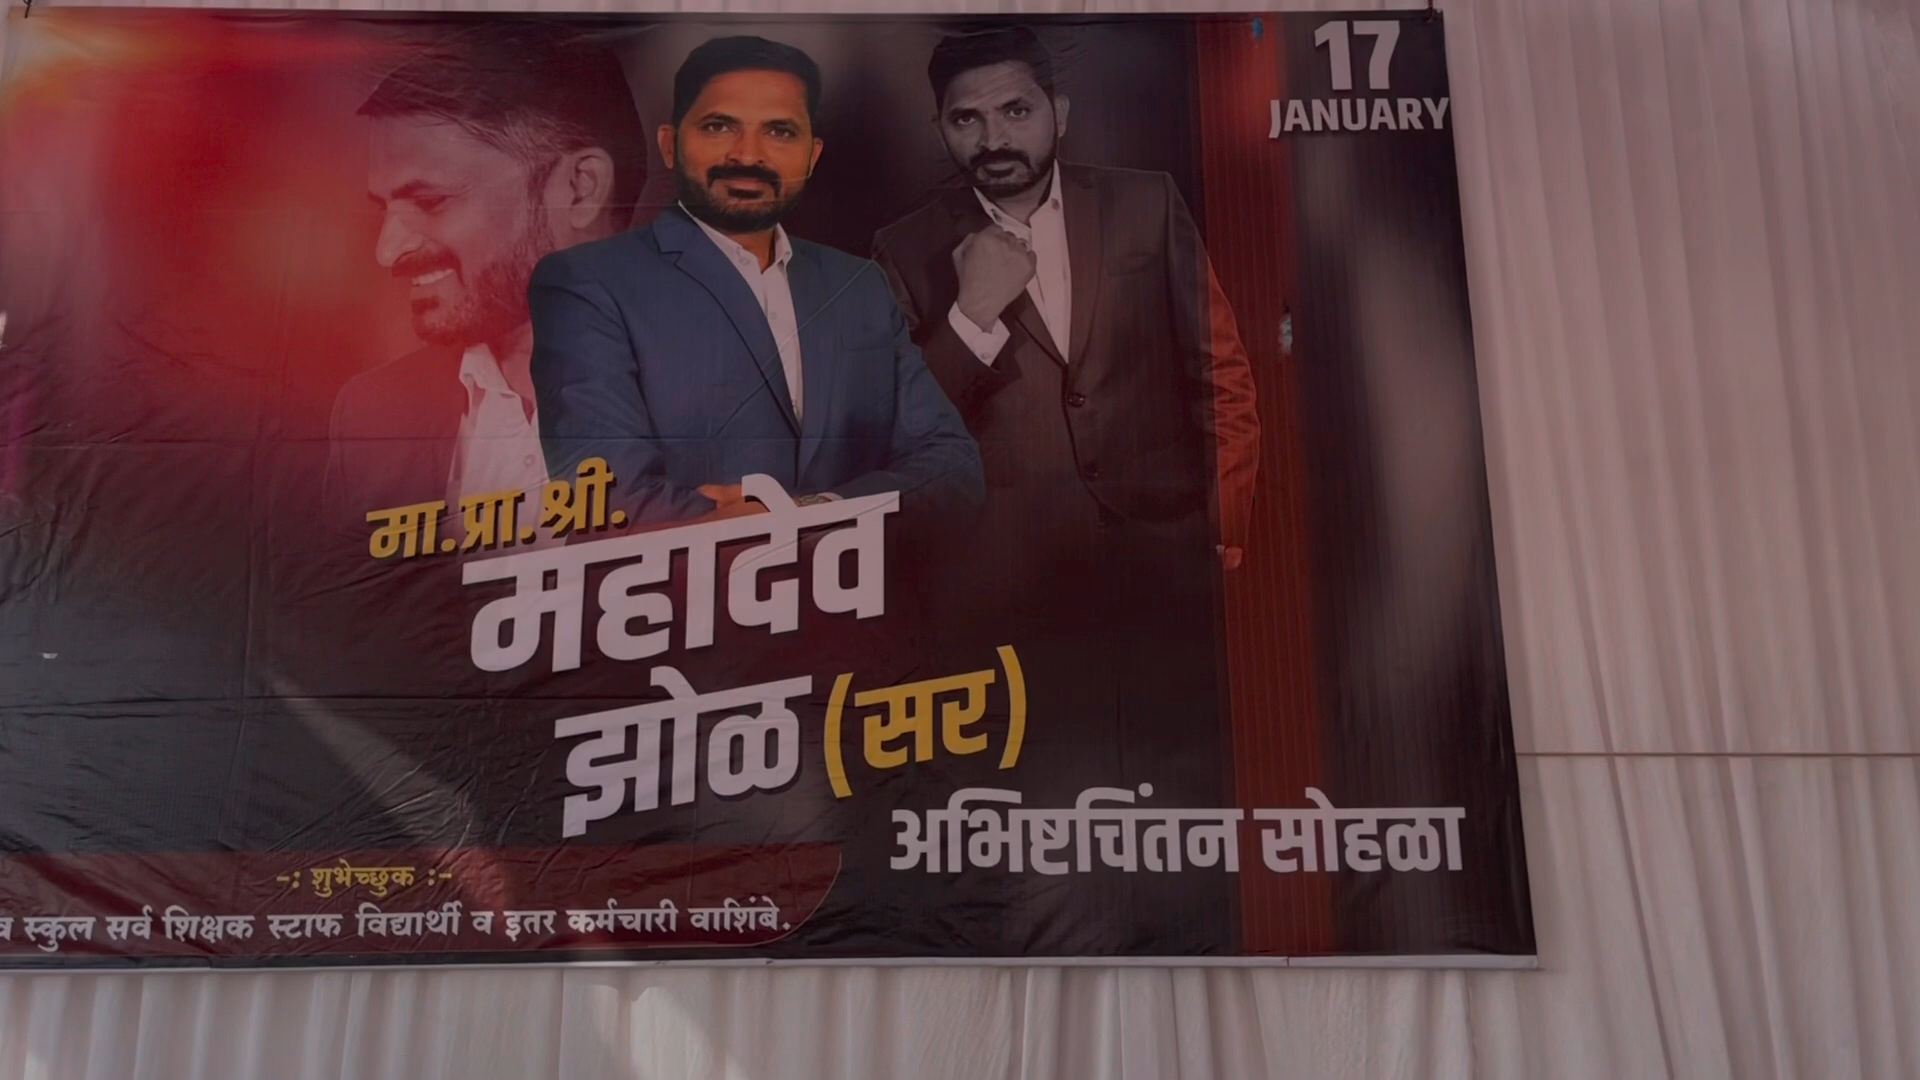 17
JANUARY
मा.प्रा.श्री.
महादेव
झोळ (सर)
अभिष्टचिंतन सोहळा
-: शुभेच्छुक :-
स्कुल सर्व शिक्षक स्टाफ विद्यार्थी व इतर कर्मचारी वाशिंबे.